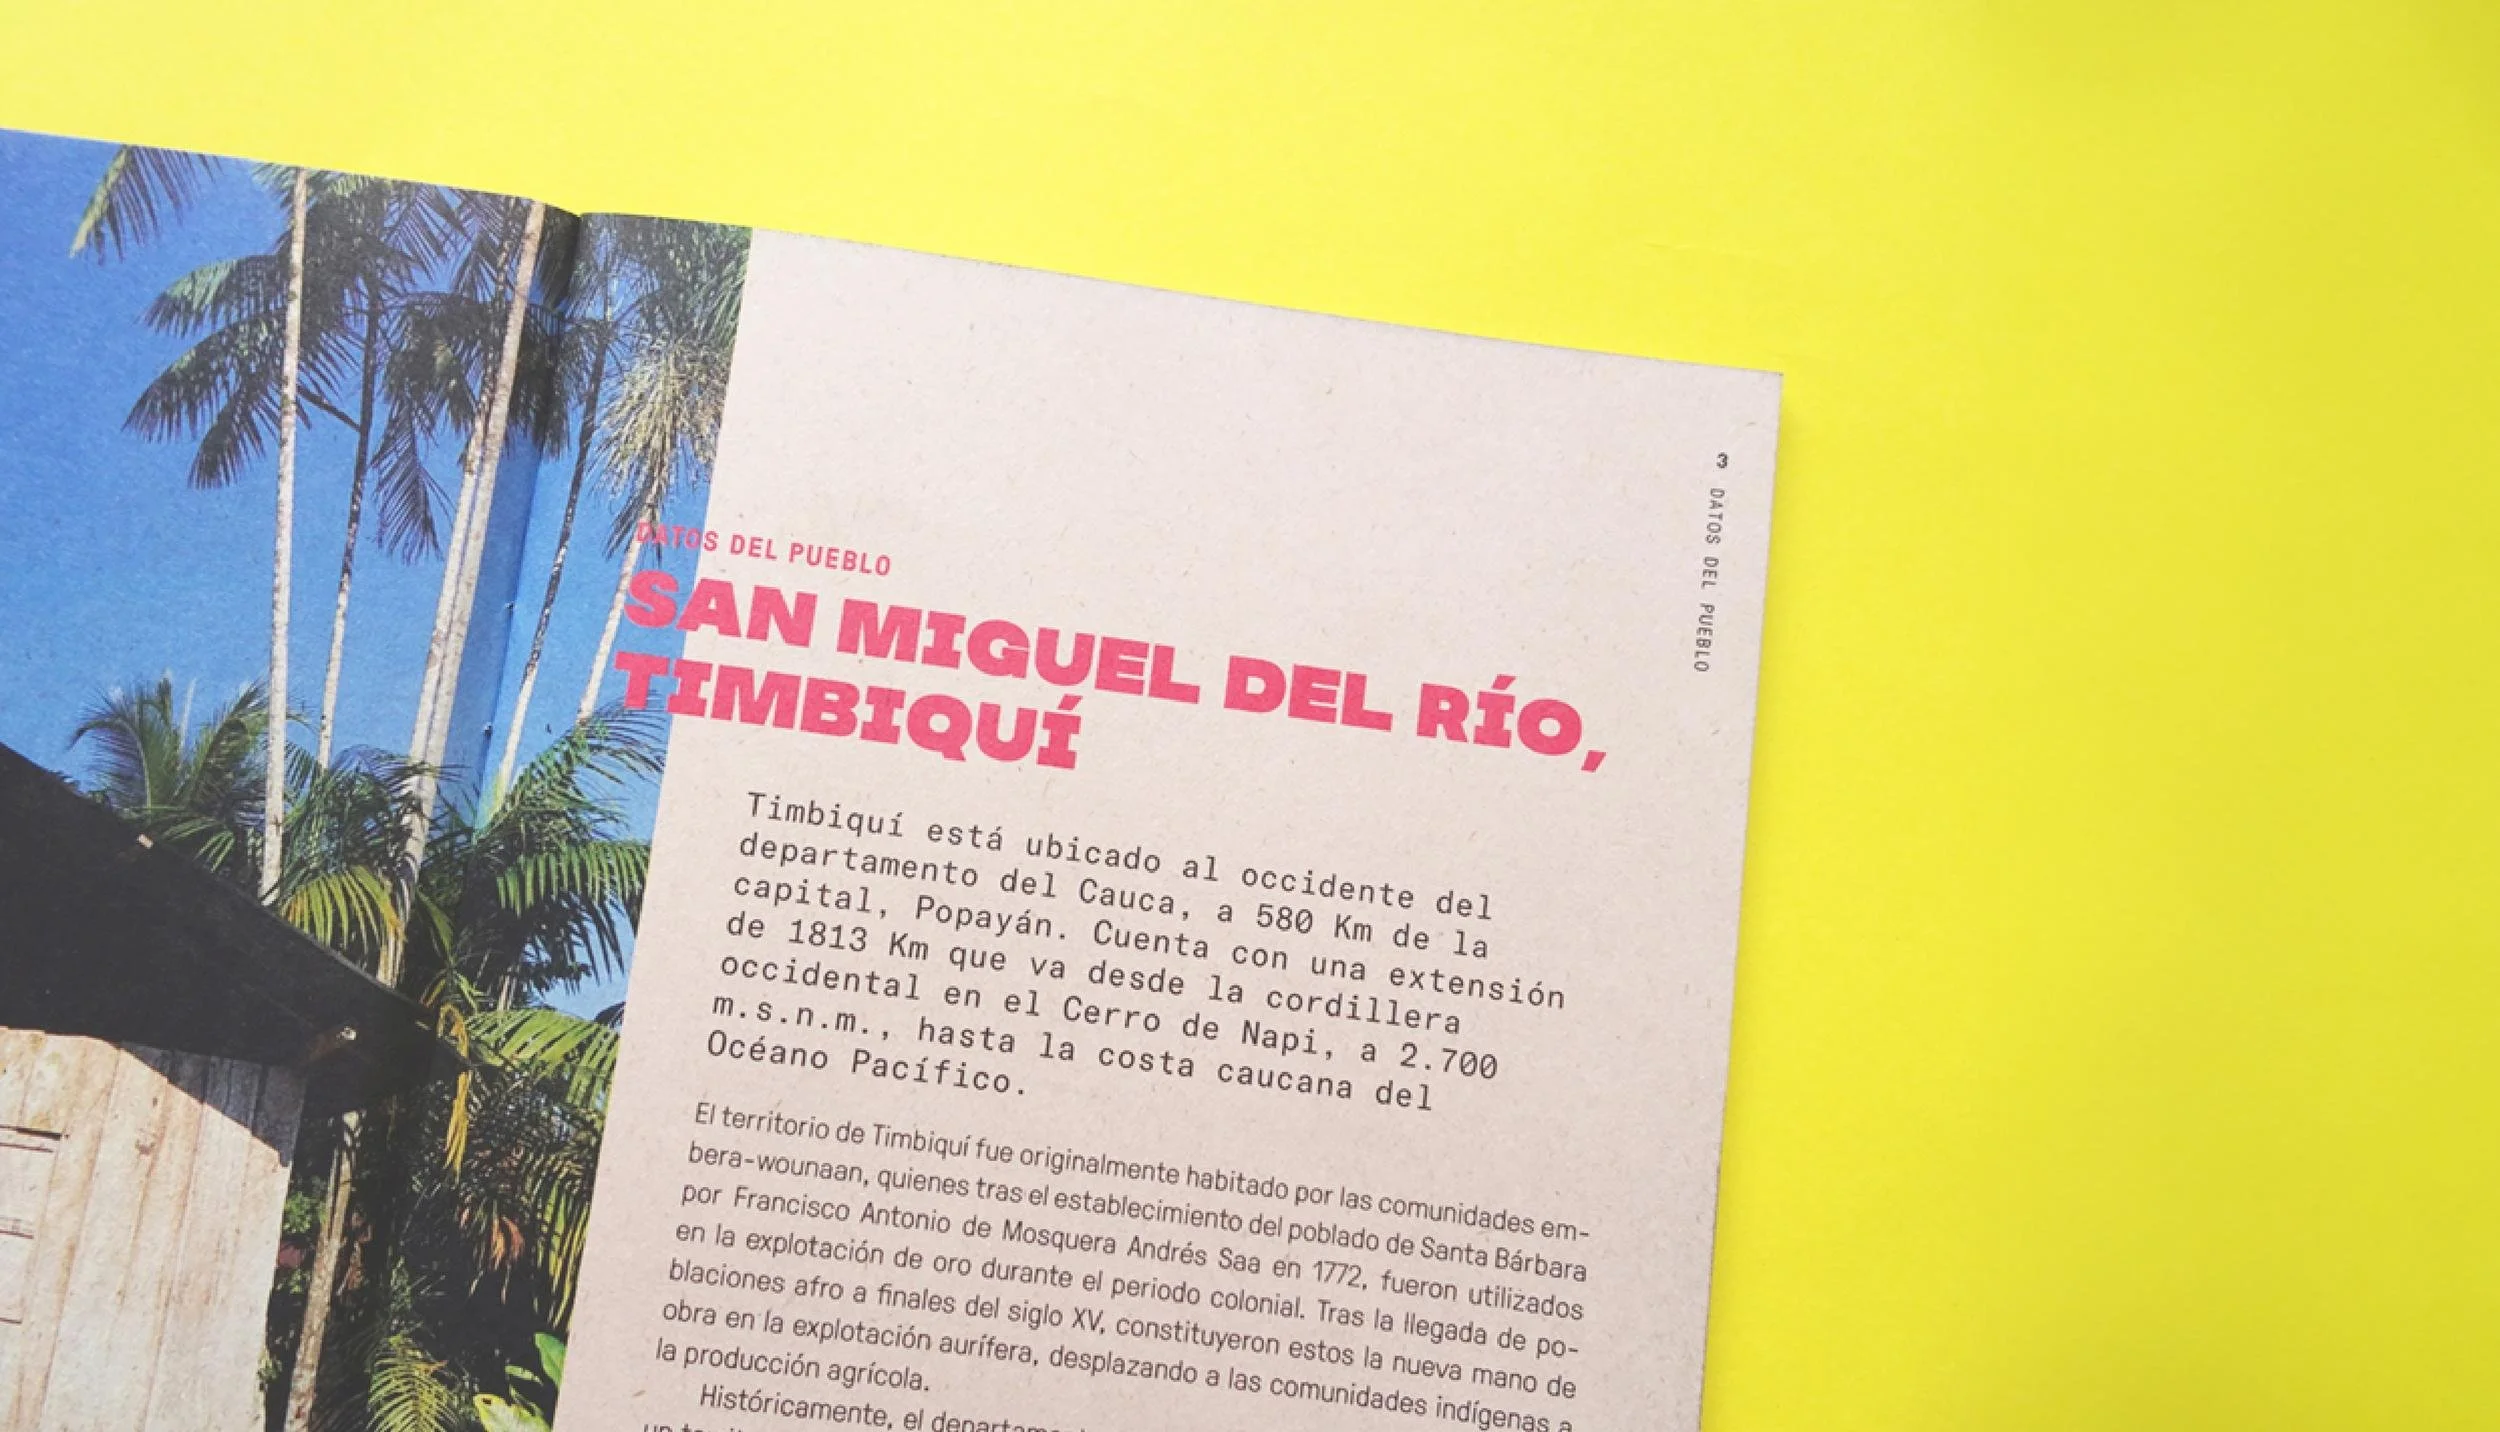 3 DATOS DEL PUEBLO
DATOS DEL PUEBLO
SAN MIGUEL DEL RÍO,
TIMBIQUÍ
Timbiquí está ubicado al occidente del
departamento del Cauca, a 580 Km de la
capital, Popayán. Cuenta con una extensión
de 1813 Km que va desde la cordillera
occidental en el Cerro de Napi, a 2.700
m.s.n.m., hasta la costa caucana del
Océano Pacífico.
El territorio de Timbiquí fue originalmente habitado por las comunidades em-
bera-wounaan, quienes tras el establecimiento del poblado de Santa Bárbara
por Francisco Antonio de Mosquera Andrés Saa en 1772, fueron utilizados
en la explotación de oro durante el periodo colonial. Tras la llegada de po-
blaciones afro a finales del siglo XV, constituyeron estos la nueva mano de
obra en la explotación aurífera, desplazando a las comunidades indígenas a
la producción agrícola.
Históricamente, el